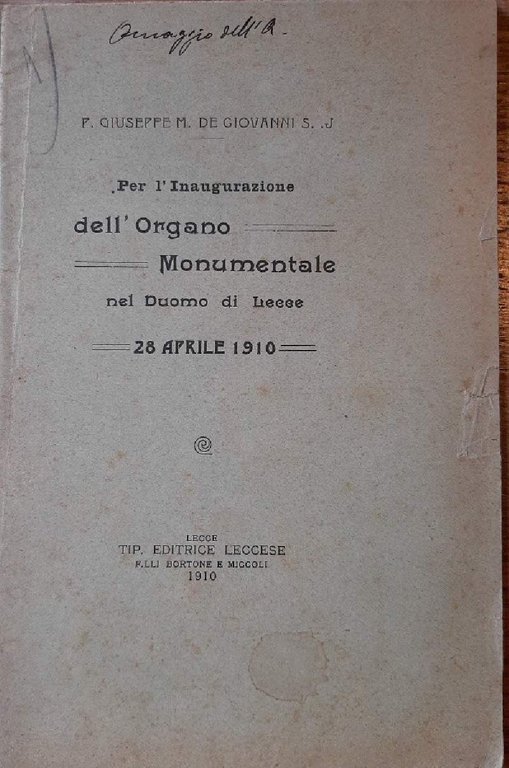 Omaggio dell'A.
P. GIUSEPPE M. DE GIOVANNI S. J
Per l'Inaugurazione
dell'Organo
Monumentale
nel Duomo di Lecce
28 APRILE 1910
LECCE
TIP. EDITRICE LECCESE
F.LLI BORTONE E MICCOLI
1910